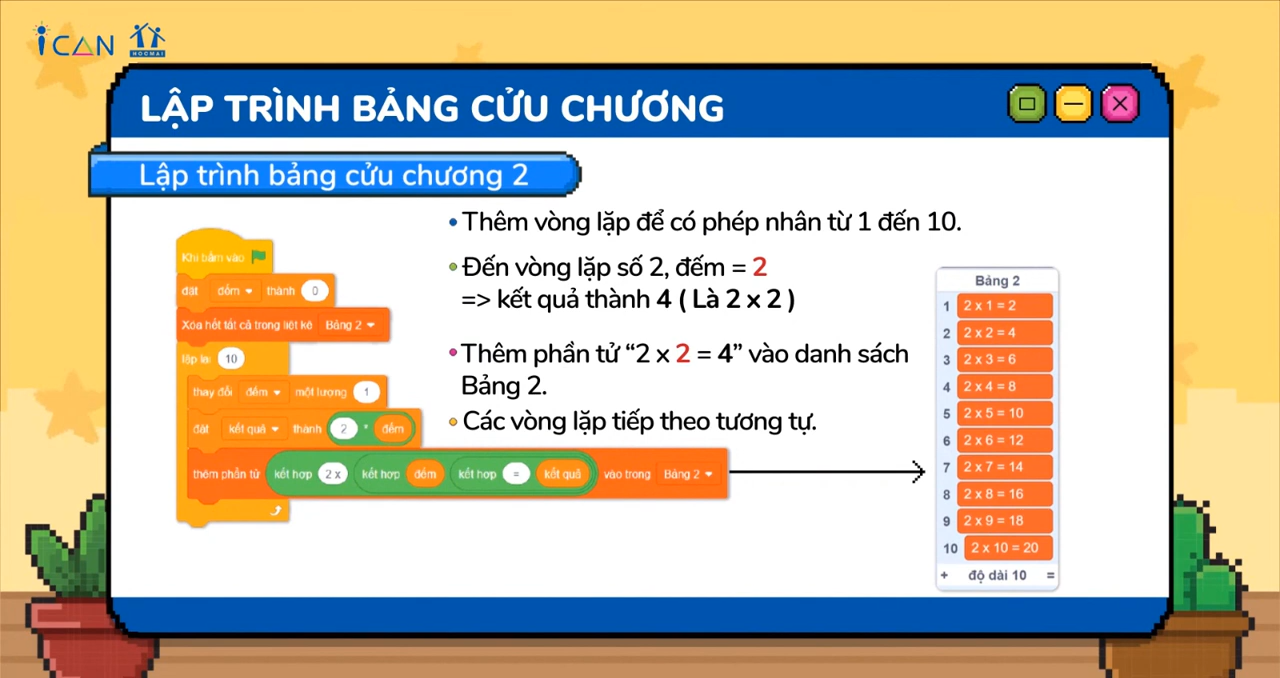 iCAN
HOCMAI
LẬP TRÌNH BẢNG CỬU CHƯƠNG
Lập trình bảng cửu chương 2
Khi bấm vào
đặt đếm thành 0
Xóa hết tất cả trong liệt kê Bảng 2
lặp lại 10
thay đổi đếm một lượng 1
đặt kết quả thành 2 * đếm
thêm phần tử kết hợp 2 x kết hợp đếm kết hợp = kết quả vào trong Bảng 2
• Thêm vòng lặp để có phép nhân từ 1 đến 10.
• Đến vòng lặp số 2, đếm = 2
=> kết quả thành 4 ( Là 2 x 2 )
• Thêm phần tử “2 x 2 = 4” vào danh sách
Bảng 2.
• Các vòng lặp tiếp theo tương tự.
Bảng 2
1 2 x 1 = 2
2 2 x 2 = 4
3 2 x 3 = 6
4 2 x 4 = 8
5 2 x 5 = 10
6 2 x 6 = 12
7 2 x 7 = 14
8 2 x 8 = 16
9 2 x 9 = 18
10 2 x 10 = 20
+ độ dài 10 =